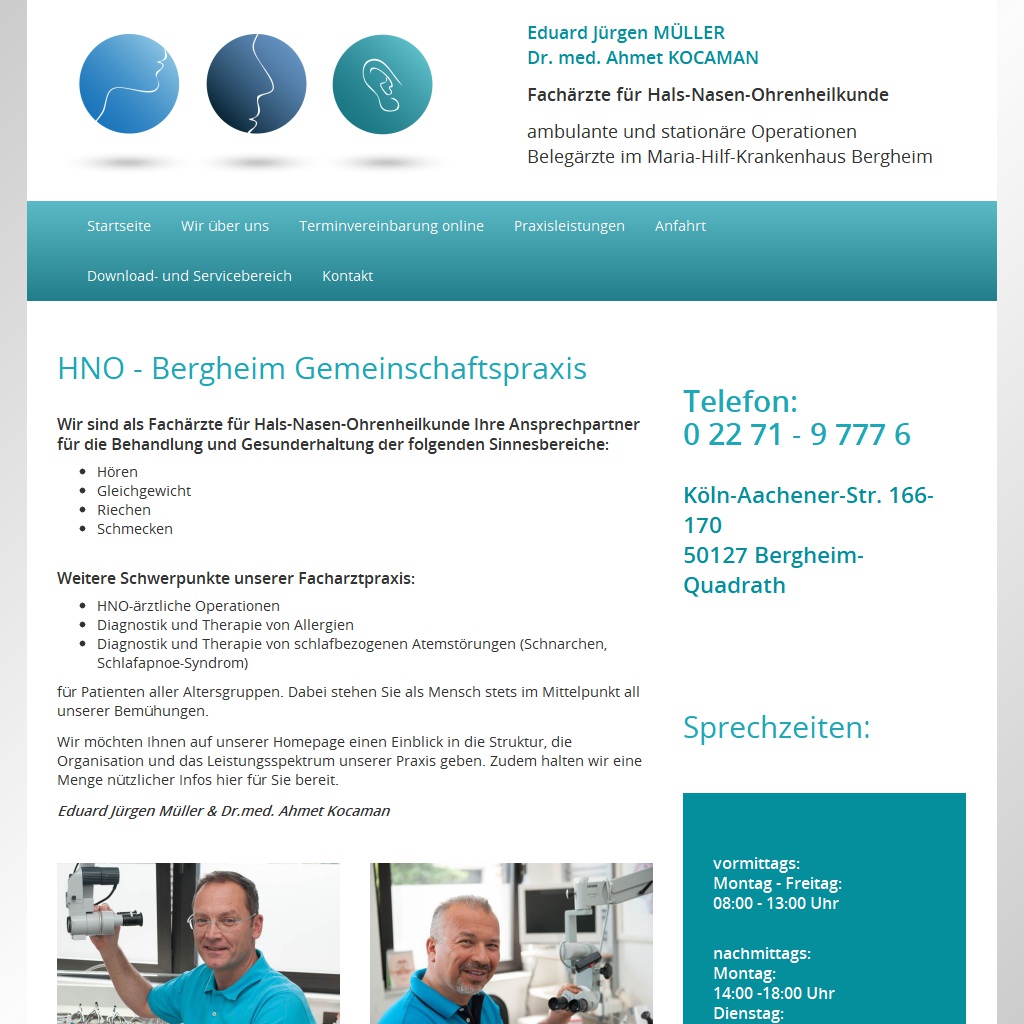 Eduard Jürgen MÜLLER
Dr. med. Ahmet KOCAMAN
Fachärzte für Hals-Nasen-Ohrenheilkunde
ambulante und stationäre Operationen
Belegärzte im Maria-Hilf-Krankenhaus Bergheim
Startseite Wir über uns Terminvereinbarung online Praxisleistungen Anfahrt
Download- und Servicebereich Kontakt
HNO - Bergheim Gemeinschaftspraxis
Wir sind als Fachärzte für Hals-Nasen-Ohrenheilkunde Ihre Ansprechpartner
für die Behandlung und Gesunderhaltung der folgenden Sinnesbereiche:
Hören
Gleichgewicht
Riechen
Schmecken
Weitere Schwerpunkte unserer Facharztpraxis:
HNO-ärztliche Operationen
Diagnostik und Therapie von Allergien
Diagnostik und Therapie von schlafbezogenen Atemstörungen (Schnarchen,
Schlafapnoe-Syndrom)
für Patienten aller Altersgruppen. Dabei stehen Sie als Mensch stets im Mittelpunkt all
unserer Bemühungen.
Wir möchten Ihnen auf unserer Homepage einen Einblick in die Struktur, die
Organisation und das Leistungsspektrum unserer Praxis geben. Zudem halten wir eine
Menge nützlicher Infos hier für Sie bereit.
Eduard Jürgen Müller & Dr.med. Ahmet Kocaman
Telefon:
0 22 71 - 9 777 6
Köln-Aachener-Str. 166-
170
50127 Bergheim-
Quadrath
Sprechzeiten:
vormittags:
Montag - Freitag:
08:00 - 13:00 Uhr
nachmittags:
Montag:
14:00 -18:00 Uhr
Dienstag: